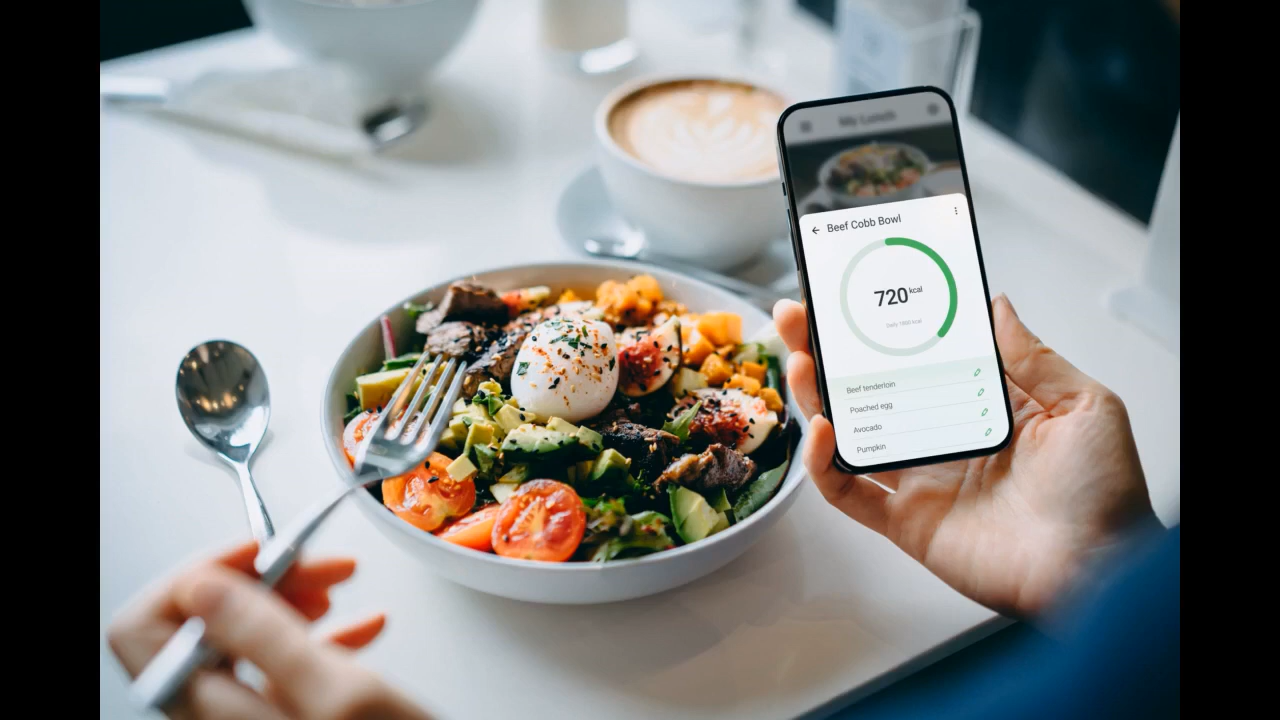 My Lunch
Beef Cobb Bowl
720 kcal
Beef tenderloin
Poached egg
Avocado
Pumpkin